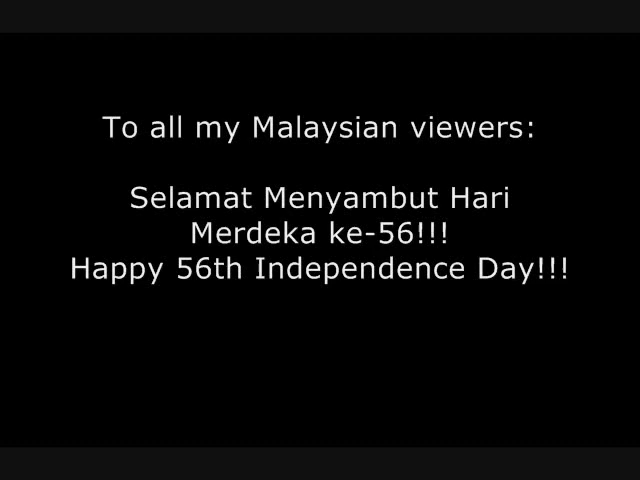 To all my Malaysian viewers:
Selamat Menyambut Hari
Merdeka ke-56!!!
Happy 56th Independence Day!!!